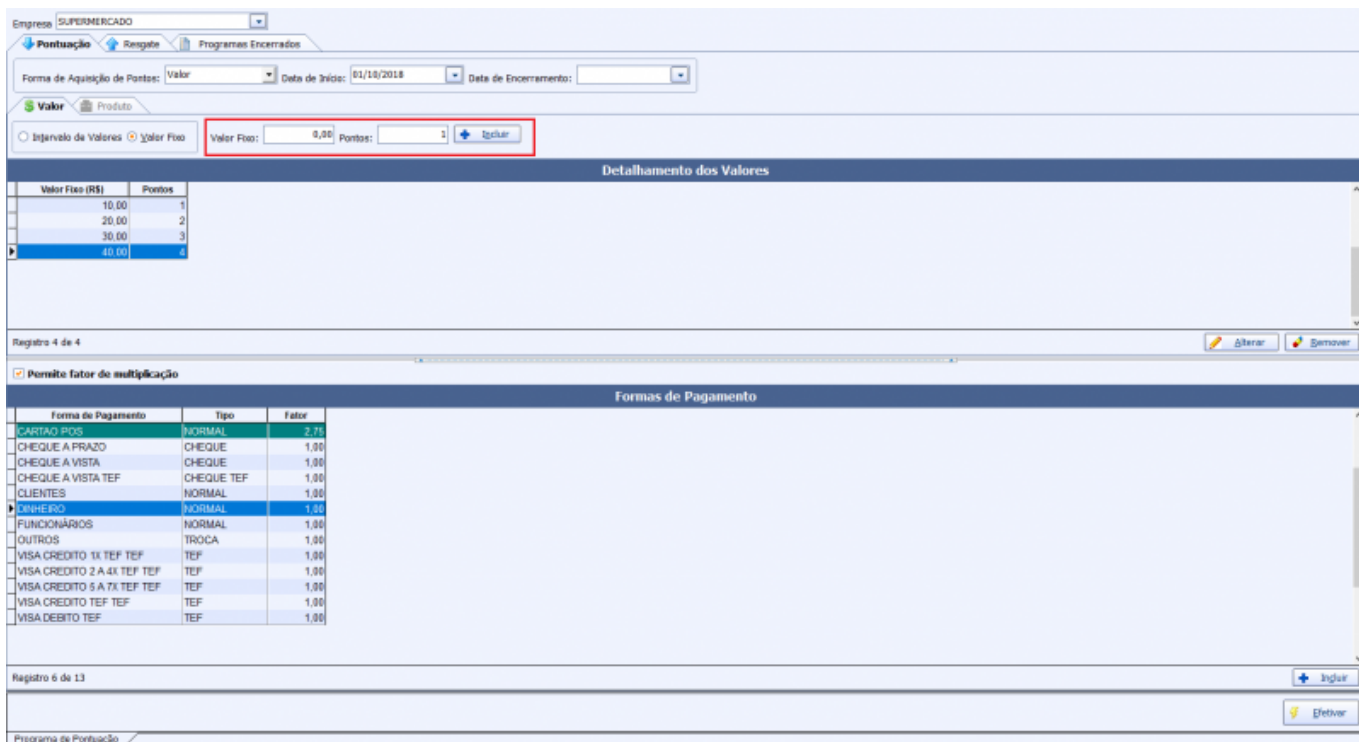 Empresa SUPERMERCADO
Pontuação Resgate Programas Encerrados
Forma de Aquisição de Pontos: Valor Data de Início: 01/10/2018 Data de Encerramento:
Valor Produto
Intervalo de Valores Valor Fixo Valor Fixo: 0,00 Pontos: 1 Incluir
Detalhamento dos Valores
Valor Fixo (R$) Pontos
10,00 1
20,00 2
30,00 3
40,00 4
Registro 4 de 4 Alterar Remover
Permite fator de multiplicação
Formas de Pagamento
Forma de Pagamento Tipo Fator
CARTAO POS NORMAL 2,75
CHEQUE A PRAZO CHEQUE 1,00
CHEQUE A VISTA CHEQUE 1,00
CHEQUE A VISTA TEF CHEQUE TEF 1,00
CLIENTES NORMAL 1,00
DINHEIRO NORMAL 1,00
FUNCIONÁRIOS NORMAL 1,00
OUTROS TROCA 1,00
VISA CREDITO 1X TEF TEF TEF 1,00
VISA CREDITO 2 A 4X TEF TEF TEF 1,00
VISA CREDITO 5 A 7X TEF TEF TEF 1,00
VISA CREDITO TEF TEF TEF 1,00
VISA DEBITO TEF TEF 1,00
Registro 6 de 13 Incluir
Efetivar
Programa de Pontuação